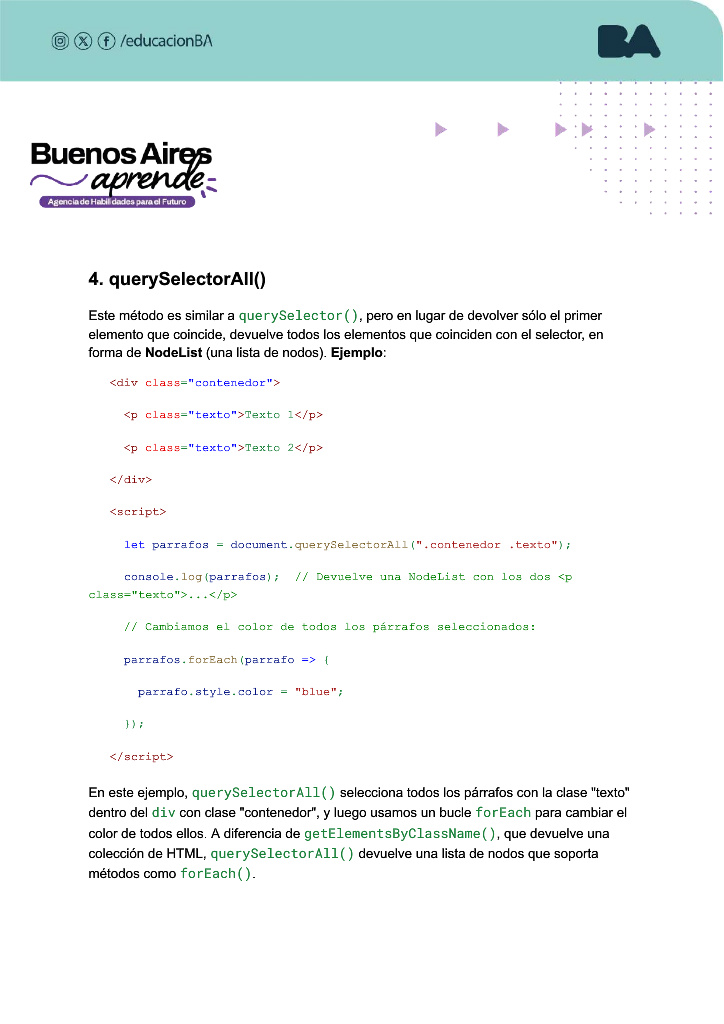 /educacionBA
BA
Buenos Aires
aprende
Agencia de Habilidades para el Futuro
4. querySelectorAll()
Este método es similar a querySelector(), pero en lugar de devolver sólo el primer
elemento que coincide, devuelve todos los elementos que coinciden con el selector, en
forma de NodeList (una lista de nodos). Ejemplo:
<div class="contenedor">
<p class="texto">Texto 1</p>
<p class="texto">Texto 2</p>
</div>
<script>
let parrafos = document.querySelectorAll(".contenedor .texto");
console.log(parrafos);  // Devuelve una NodeList con los dos <p
class="texto">...</p>
// Cambiamos el color de todos los párrafos seleccionados:
parrafos.forEach(parrafo => {
parrafo.style.color = "blue";
});
</script>
En este ejemplo, querySelectorAll() selecciona todos los párrafos con la clase "texto"
dentro del div con clase "contenedor", y luego usamos un bucle forEach para cambiar el
color de todos ellos. A diferencia de getElementsByClassName(), que devuelve una
colección de HTML, querySelectorAll() devuelve una lista de nodos que soporta
métodos como forEach().